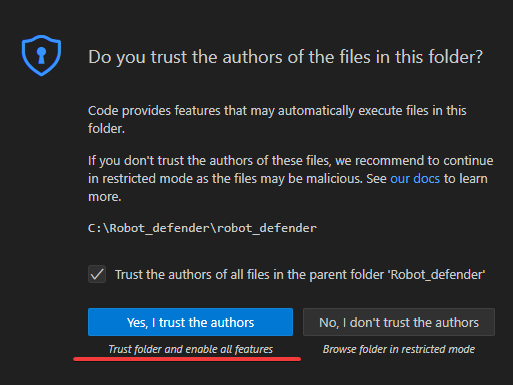 Do you trust the authors of the files in this folder?
Code provides features that may automatically execute files in this
folder.
If you don't trust the authors of these files, we recommend to continue
in restricted mode as the files may be malicious. See our docs to learn
more.
C:\Robot_defender\robot_defender
Trust the authors of all files in the parent folder 'Robot_defender'
Yes, I trust the authors
No, I don't trust the authors
Trust folder and enable all features
Browse folder in restricted mode